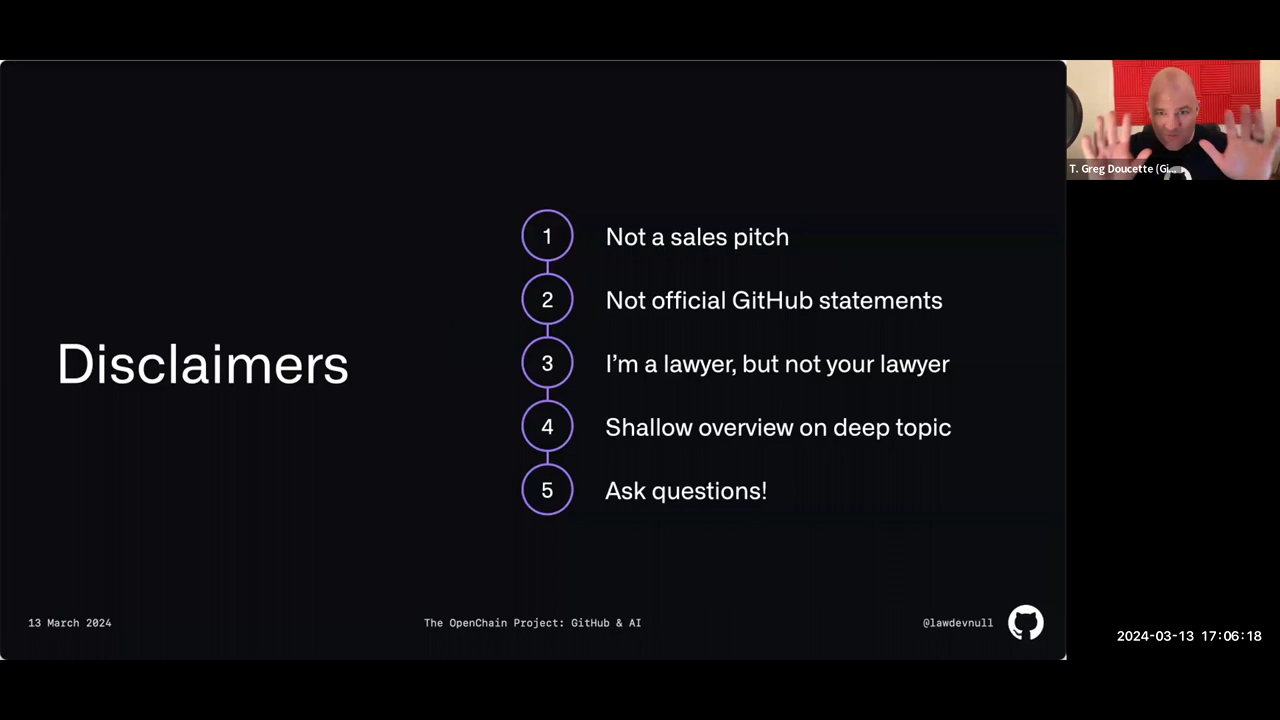 T. Greg Doucette (Gi...
Disclaimers
1 Not a sales pitch
2 Not official GitHub statements
3 I’m a lawyer, but not your lawyer
4 Shallow overview on deep topic
5 Ask questions!
13 March 2024
The OpenChain Project: GitHub & AI
@lawdevnull
2024-03-13 17:06:18